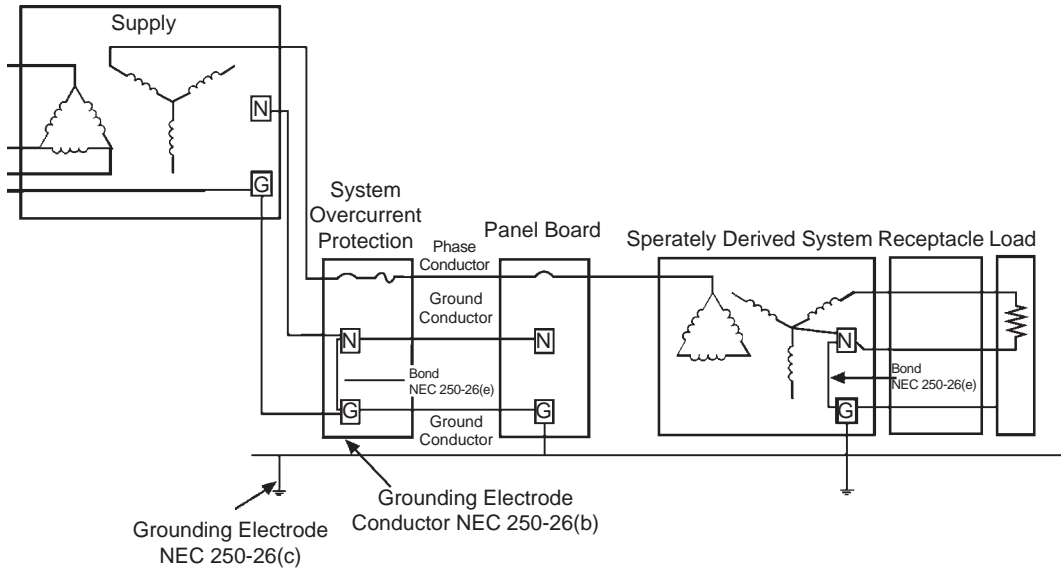 Supply
N
G
System
Overcurrent
Protection
Phase
Conductor
Panel Board
Sperately Derived System
Receptacle
Load
Ground
Conductor
N
N
N
Bond
NEC 250-26(e)
Bond
NEC 250-26(e)
G
G
G
Ground
Conductor
Grounding Electrode
Conductor NEC 250-26(b)
Grounding Electrode
NEC 250-26(c)